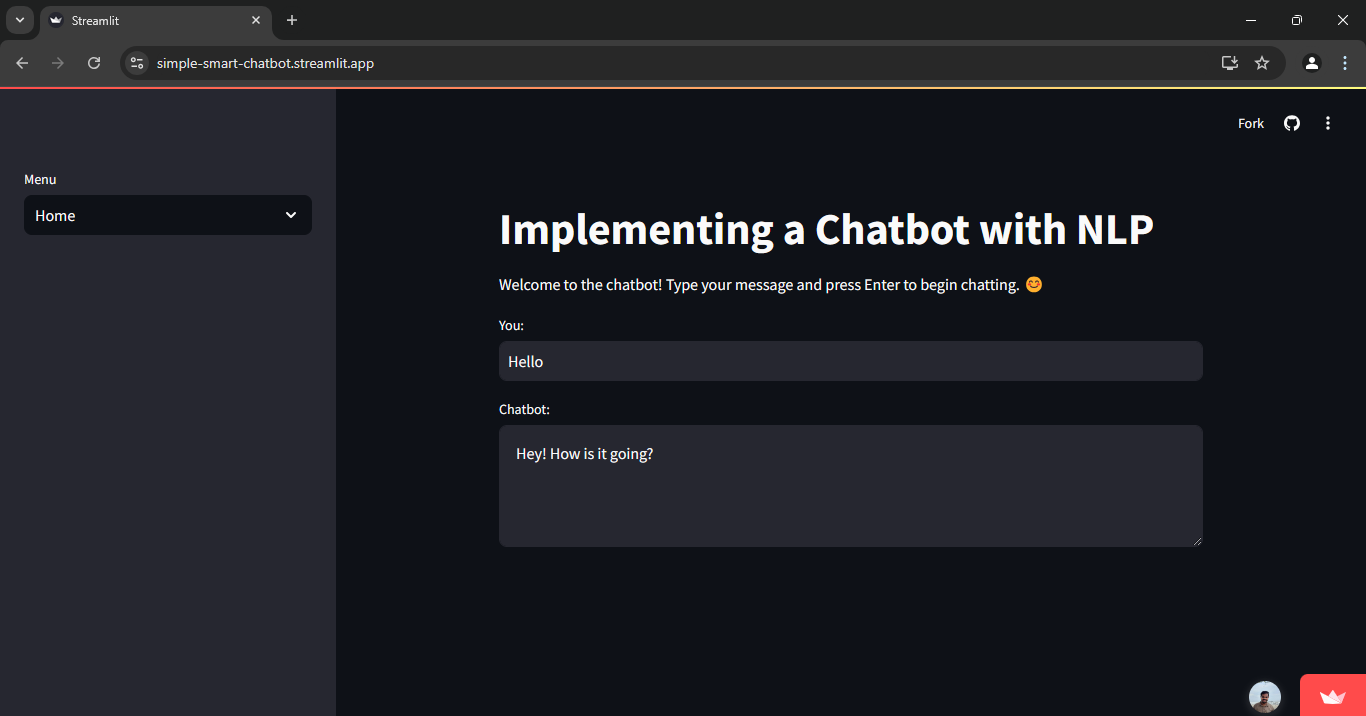 Streamlit
simple-smart-chatbot.streamlit.app
Fork
Menu
Home
Implementing a Chatbot with NLP
Welcome to the chatbot! Type your message and press Enter to begin chatting. 😊
You:
Hello
Chatbot:
Hey! How is it going?